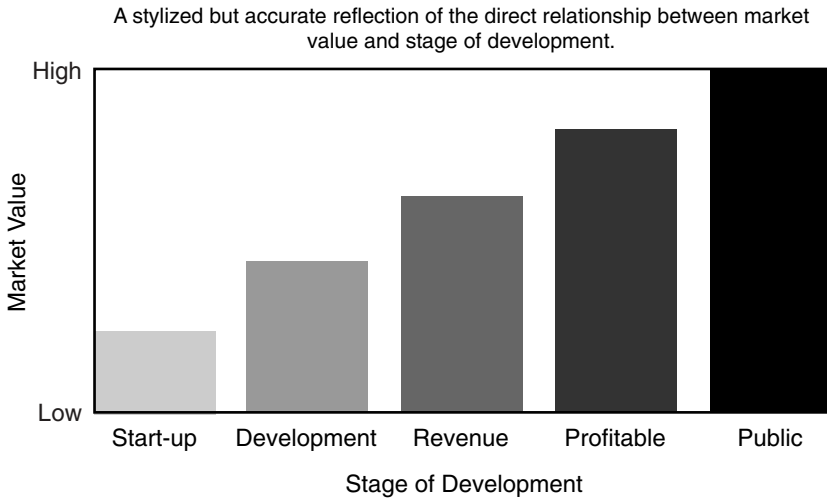 A stylized but accurate reflection of the direct relationship between market
value and stage of development.
High
Market Value
Low
Start-up Development Revenue Profitable Public
Stage of Development